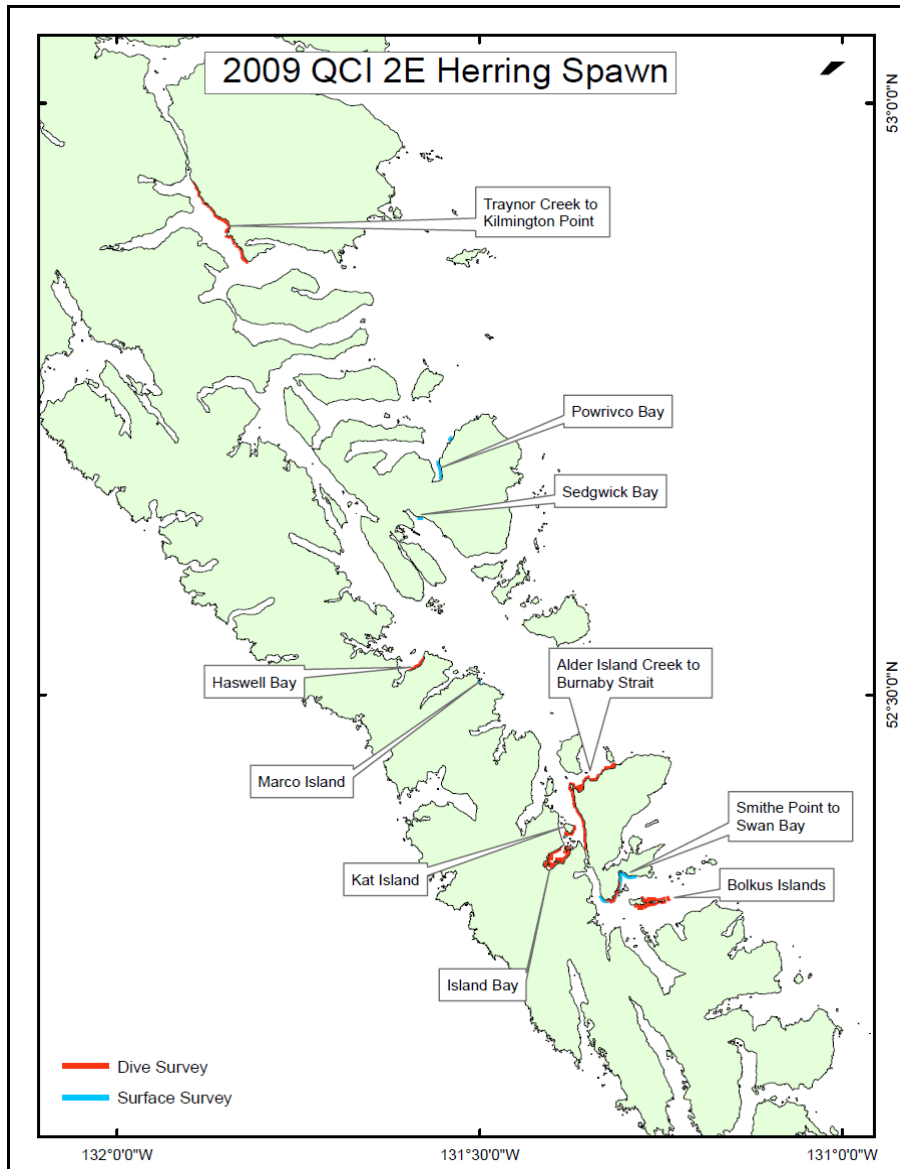 2009 QCI 2E Herring Spawn
53°0'0"N
Traynor Creek to
Kilmington Point
Powrivco Bay
Sedgwick Bay
Alder Island Creek to
Burnaby Strait
Haswell Bay
52°30'0"N
Marco Island
Smithe Point to
Swan Bay
Kat Island
Bolkus Islands
Island Bay
Dive Survey
Surface Survey
132°0'0"W
131°30'0"W
131°0'0"W